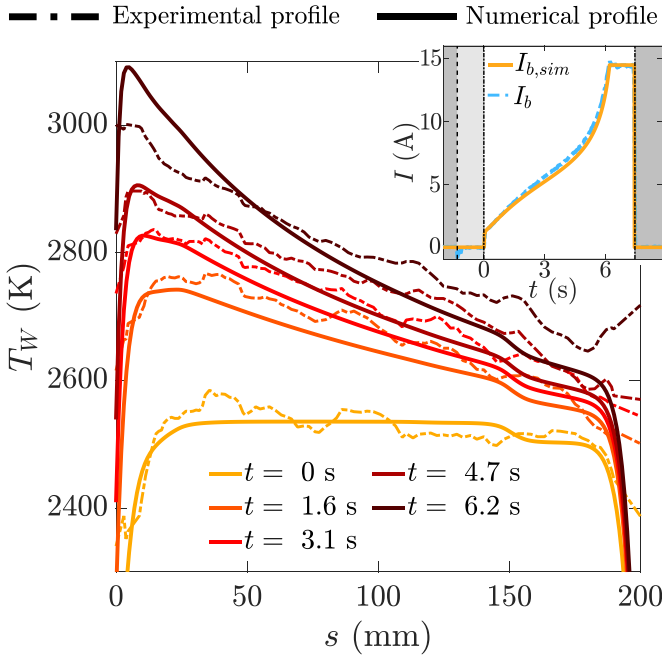 Experimental profile Numerical profile
3000
2800
2600
2400
T_W (K)
0 50 100 150 200
s (mm)
t = 0 s
t = 1.6 s
t = 3.1 s
t = 4.7 s
t = 6.2 s
15
10
5
0
I (A)
I_{b,sim}
I_b
0 3 6
t (s)